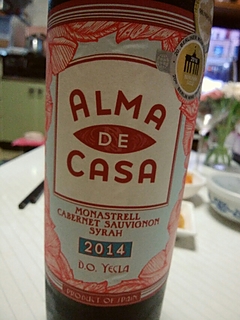 ALMA
DE
CASA
MONASTRELL
CABERNET SAUVIGNON
SYRAH
2014
D.O. YECLA
PRODUCT OF SPAIN